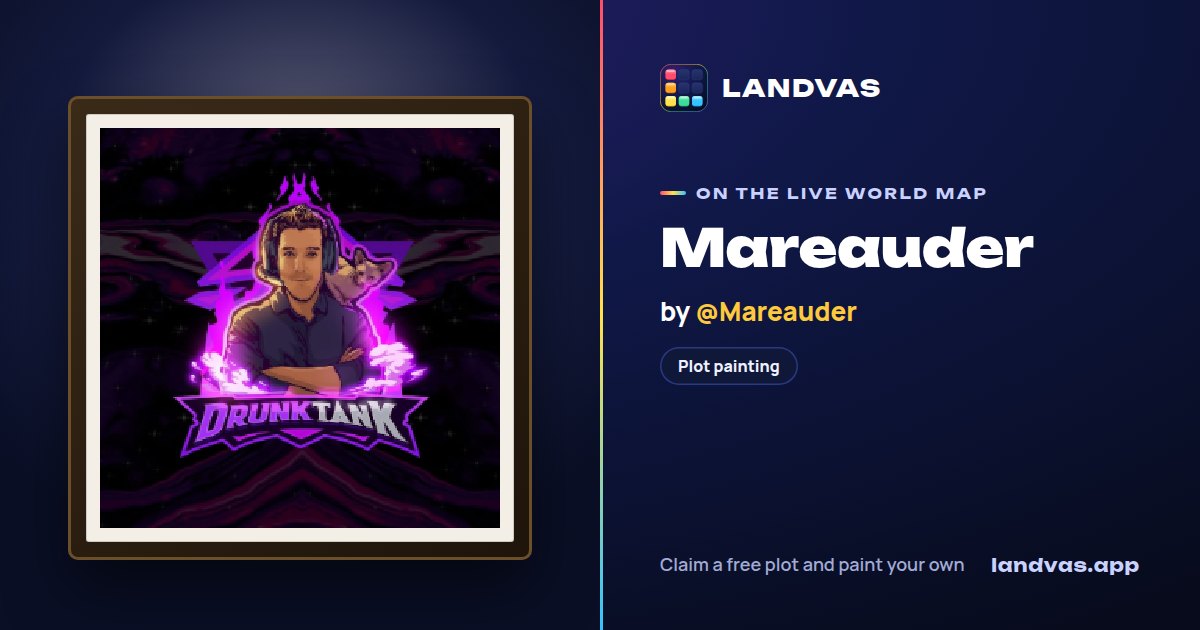 DRUNKTANK
LANDVAS
ON THE LIVE WORLD MAP
Mareauder
by @Mareauder
Plot painting
Claim a free plot and paint your own landvas.app